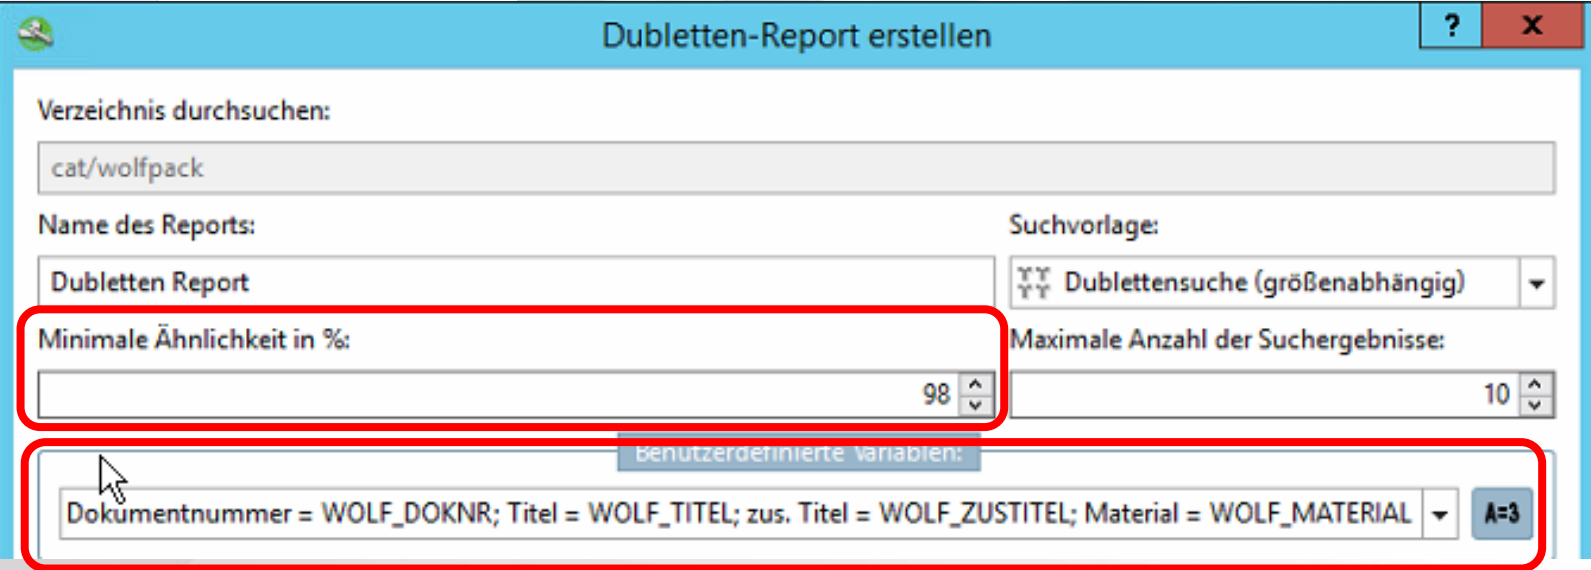 Dubletten-Report erstellen
? X
Verzeichnis durchsuchen:
cat/wolfpack
Name des Reports:
Suchvorlage:
Dubletten Report
Dublettensuche (größenabhängig)
Minimale Ähnlichkeit in %:
Maximale Anzahl der Suchergebnisse:
98
10
Benutzerdefinierte Variablen:
Dokumentnummer = WOLF_DOKNR; Titel = WOLF_TITEL; zus. Titel = WOLF_ZUSTITEL; Material = WOLF_MATERIAL
A=3